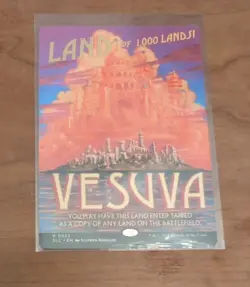 LAND OF 1000 LANDS!
VESUVA
YOU MAY HAVE THIS LAND ENTER TAPPED
AS A COPY OF ANY LAND ON THE BATTLEFIELD.